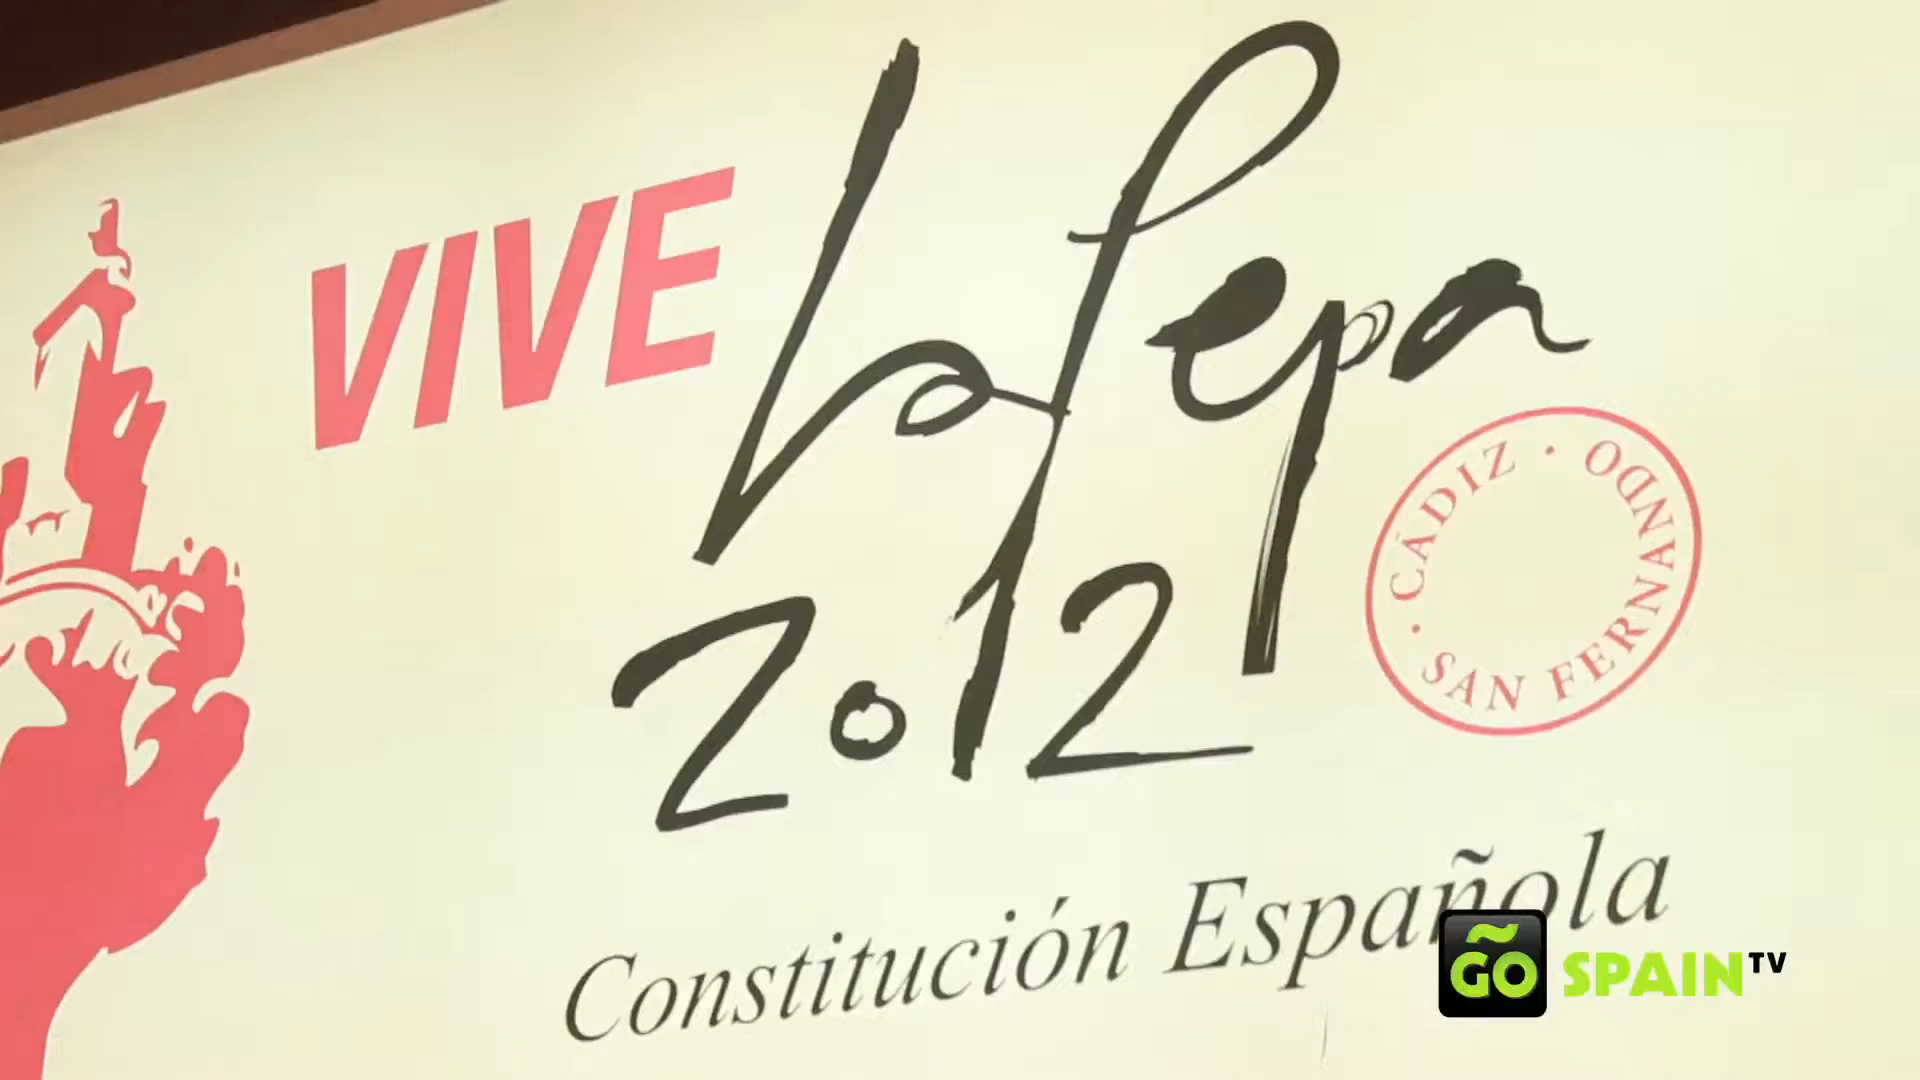 VIVE La Pepa
2012
CÁDIZ · SAN FERNANDO ·
Constitución Española
GO SPAIN TV